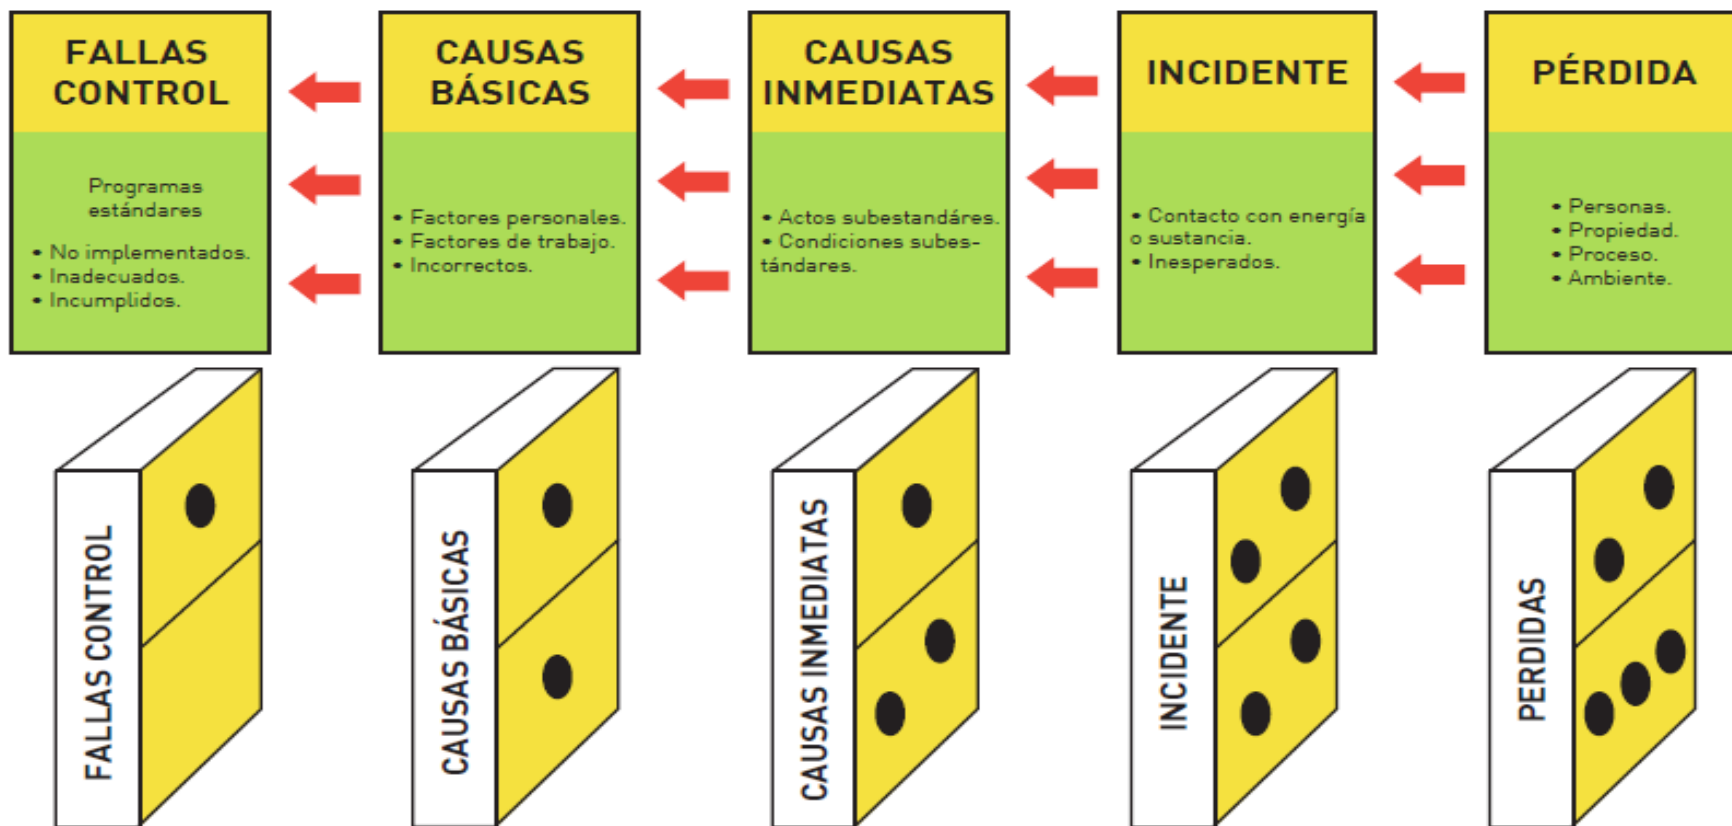 FALLAS
CONTROL
Programas
estándares
• No implementados.
• Inadecuados.
• Incumplidos.
CAUSAS
BÁSICAS
• Factores personales.
• Factores de trabajo.
• Incorrectos.
CAUSAS
INMEDIATAS
• Actos subestandáres.
• Condiciones subes-
tándares.
INCIDENTE
• Contacto con energía
o sustancia.
• Inesperados.
PÉRDIDA
• Personas.
• Propiedad.
• Proceso.
• Ambiente.
FALLAS CONTROL
CAUSAS BÁSICAS
CAUSAS INMEDIATAS
INCIDENTE
PERDIDAS